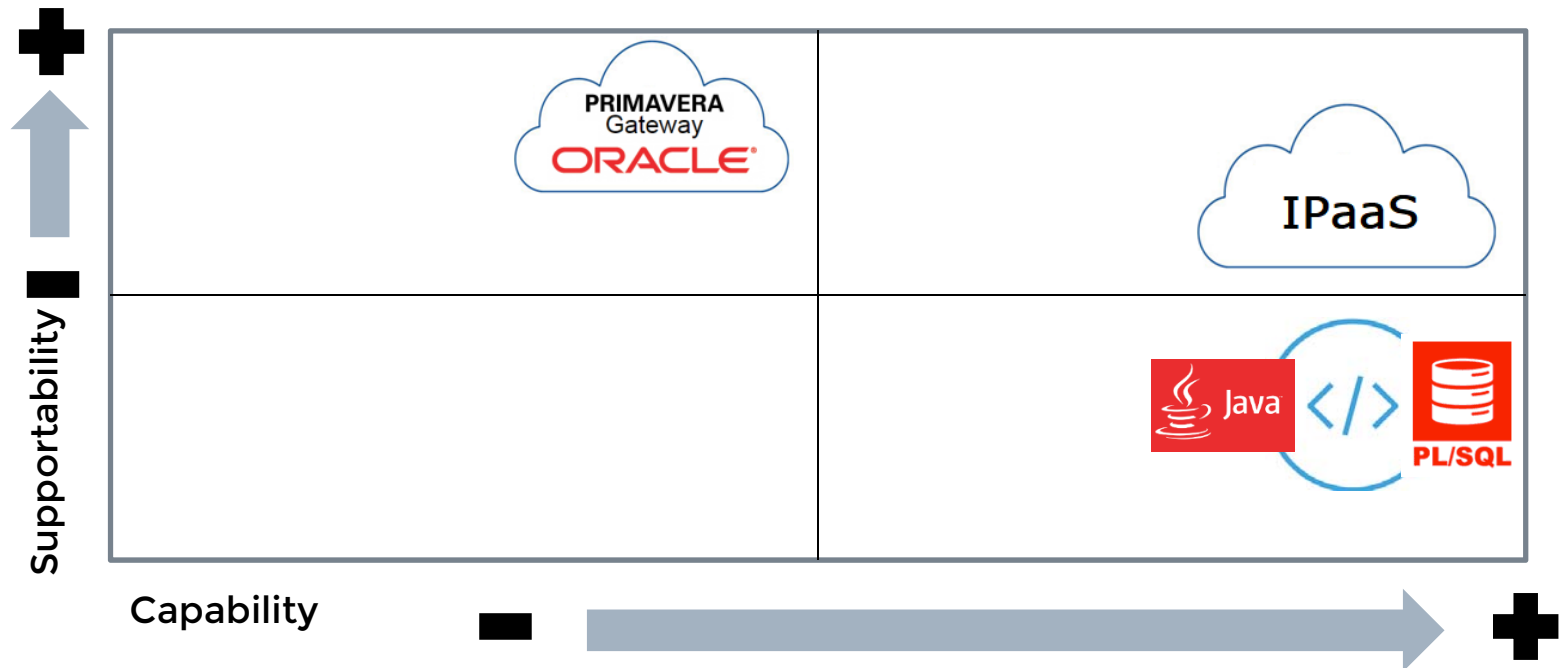 PRIMAVERA
Gateway
ORACLE
IPaaS
Java
</>
PL/SQL
Supportability
Capability